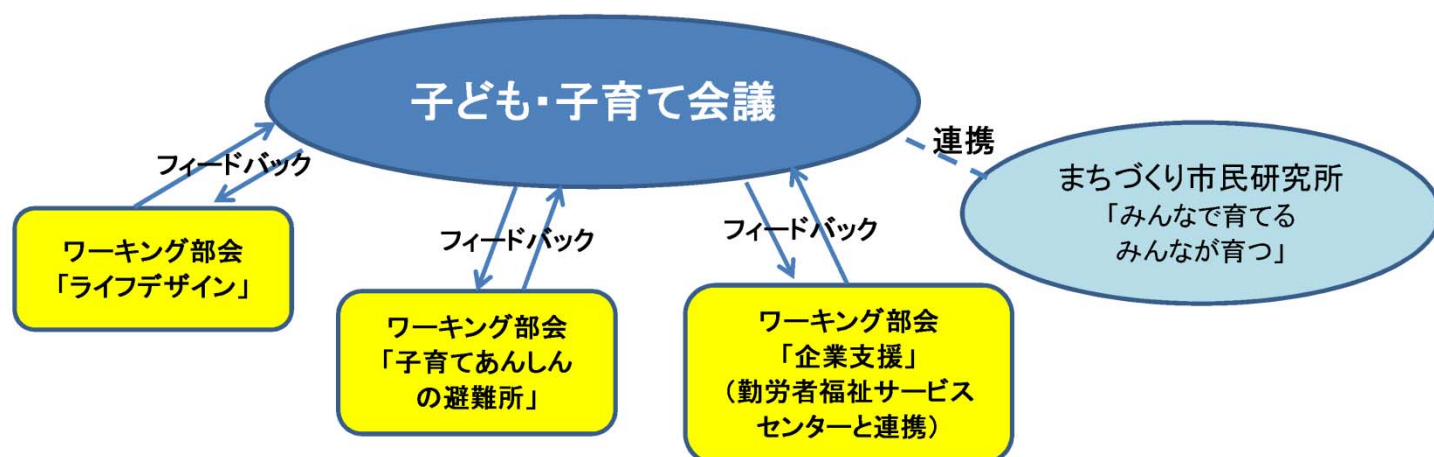 子ども・子育て会議
連携
まちづくり市民研究所
「みんなで育てる
みんなが育つ」
フィードバック
フィードバック
フィードバック
ワーキング部会
「ライフデザイン」
ワーキング部会
「子育てあんしん
の避難所」
ワーキング部会
「企業支援」
(勤労者福祉サービス
センターと連携)